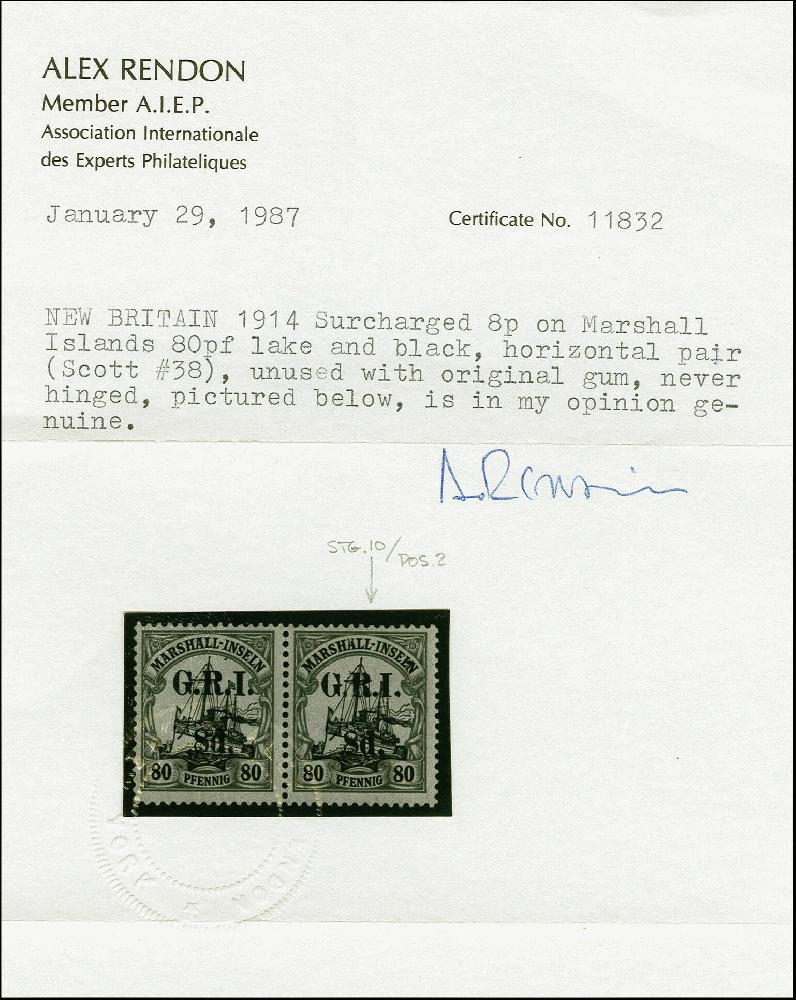 ALEX RENDON
Member A.I.E.P.
Association Internationale
des Experts Philateliques
January 29, 1987
Certificate No. 11832
NEW BRITAIN 1914 Surcharged 8p on Marshall
Islands 80pf lake and black, horizontal pair
(Scott #38), unused with original gum, never
hinged, pictured below, is in my opinion ge-
nuine.
STG.10/POS.2
MARSHALL-INSELN
G.R.I.
8d.
80 PFENNIG 80
MARSHALL-INSELN
G.R.I.
8d.
80 PFENNIG 80
YORK
RENDON